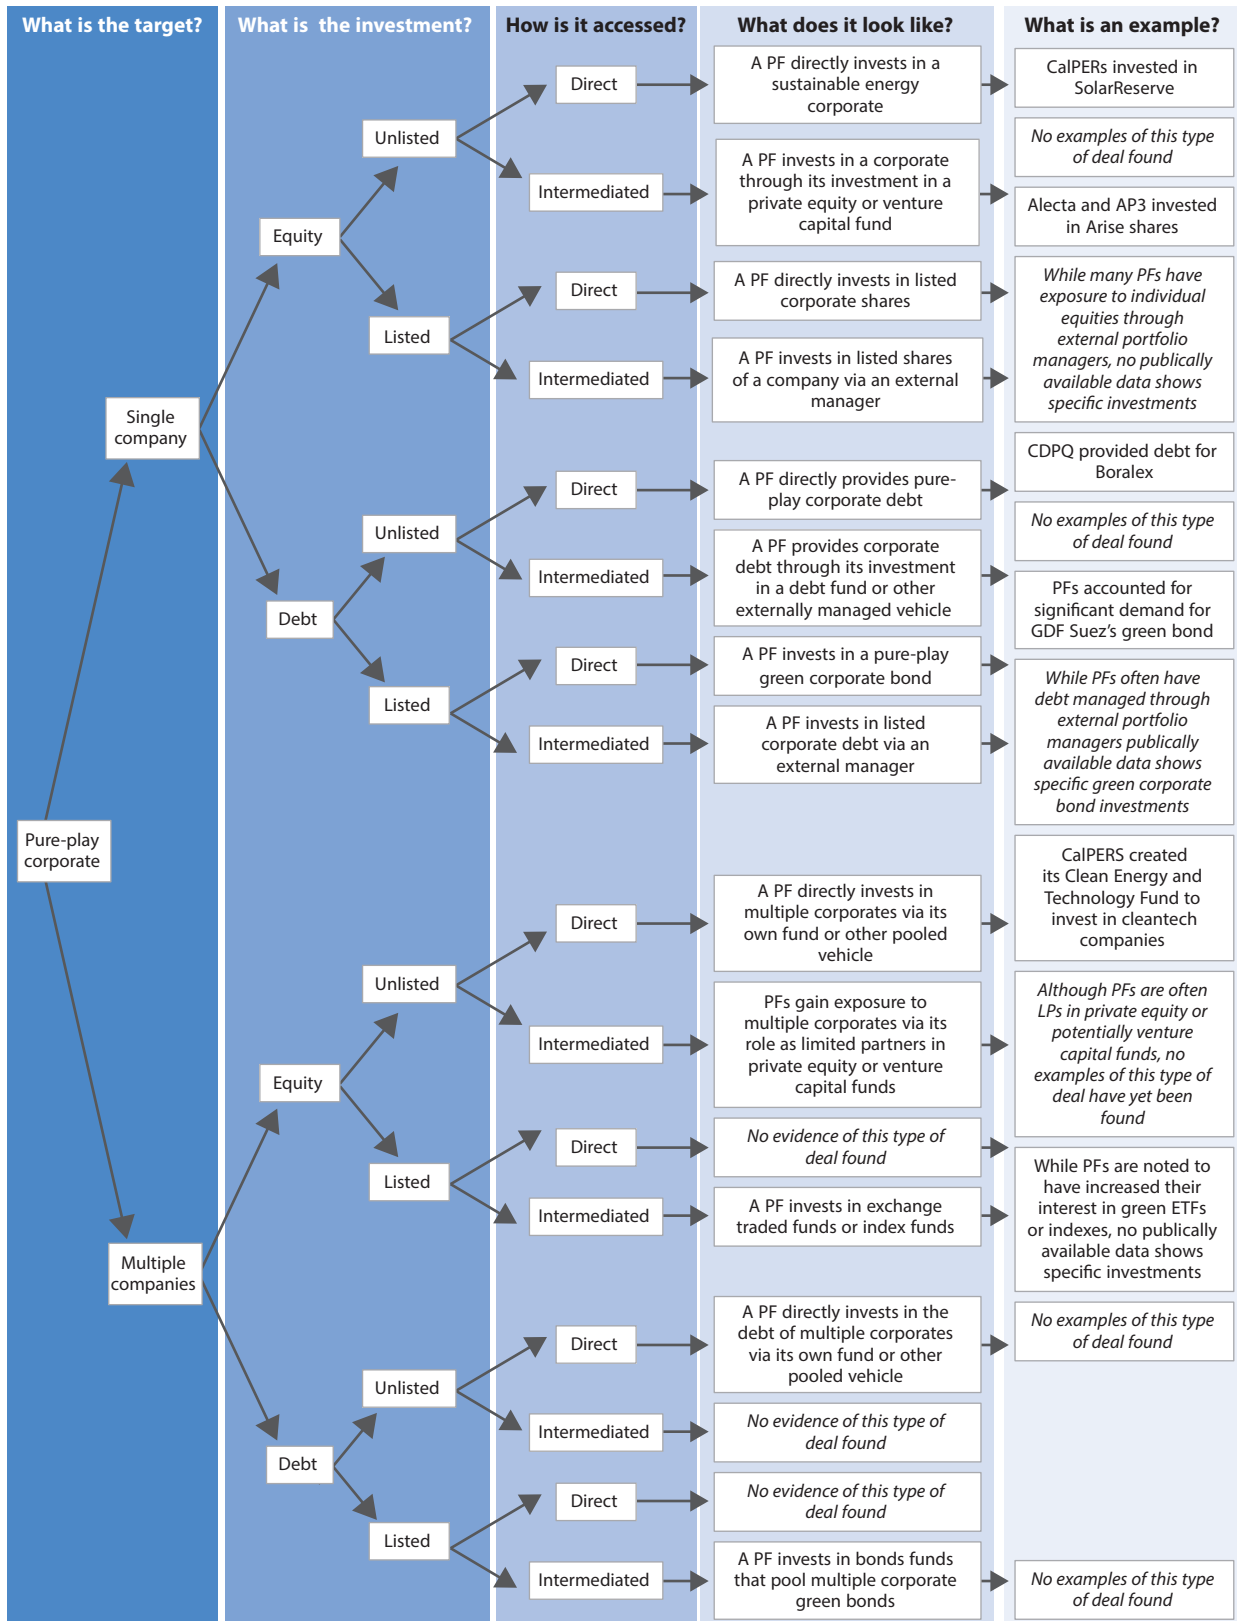 What is the target?
What is  the investment?
How is it accessed?
What does it look like?
What is an example?
Pure-play
corporate
Single
company
Multiple
companies
Equity
Debt
Equity
Debt
Unlisted
Listed
Unlisted
Listed
Unlisted
Listed
Unlisted
Listed
Direct
Intermediated
Direct
Intermediated
Direct
Intermediated
Direct
Intermediated
Direct
Intermediated
Direct
Intermediated
Direct
Intermediated
Direct
Intermediated
A PF directly invests in a
sustainable energy
corporate
A PF invests in a corporate
through its investment in a
private equity or venture
capital fund
A PF directly invests in listed
corporate shares
A PF invests in listed shares
of a company via an external
manager
A PF directly provides pure-
play corporate debt
A PF provides corporate
debt through its investment
in a debt fund or other
externally managed vehicle
A PF invests in a pure-play
green corporate bond
A PF invests in listed
corporate debt via an
external manager
A PF directly invests in
multiple corporates via its
own fund or other pooled
vehicle
PFs gain exposure to
multiple corporates via its
role as limited partners in
private equity or venture
capital funds
No evidence of this type of
deal found
A PF invests in exchange
traded funds or index funds
A PF directly invests in the
debt of multiple corporates
via its own fund or other
pooled vehicle
No evidence of this type of
deal found
No evidence of this type of
deal found
A PF invests in bonds funds
that pool multiple corporate
green bonds
CalPERs invested in
SolarReserve
No examples of this type
of deal found
Alecta and AP3 invested
in Arise shares
While many PFs have
exposure to individual
equities through
external portfolio
managers, no publically
available data shows
specific investments
CDPQ provided debt for
Boralex
No examples of this type
of deal found
PFs accounted for
significant demand for
GDF Suez's green bond
While PFs often have
debt managed through
external portfolio
managers publically
available data shows
specific green corporate
bond investments
CalPERS created
its Clean Energy and
Technology Fund to
invest in cleantech
companies
Although PFs are often
LPs in private equity or
potentially venture
capital funds, no
examples of this type of
deal have yet been
found
While PFs are noted to
have increased their
interest in green ETFs
or indexes, no publically
available data shows
specific investments
No examples of this type
of deal found
No examples of this type
of deal found